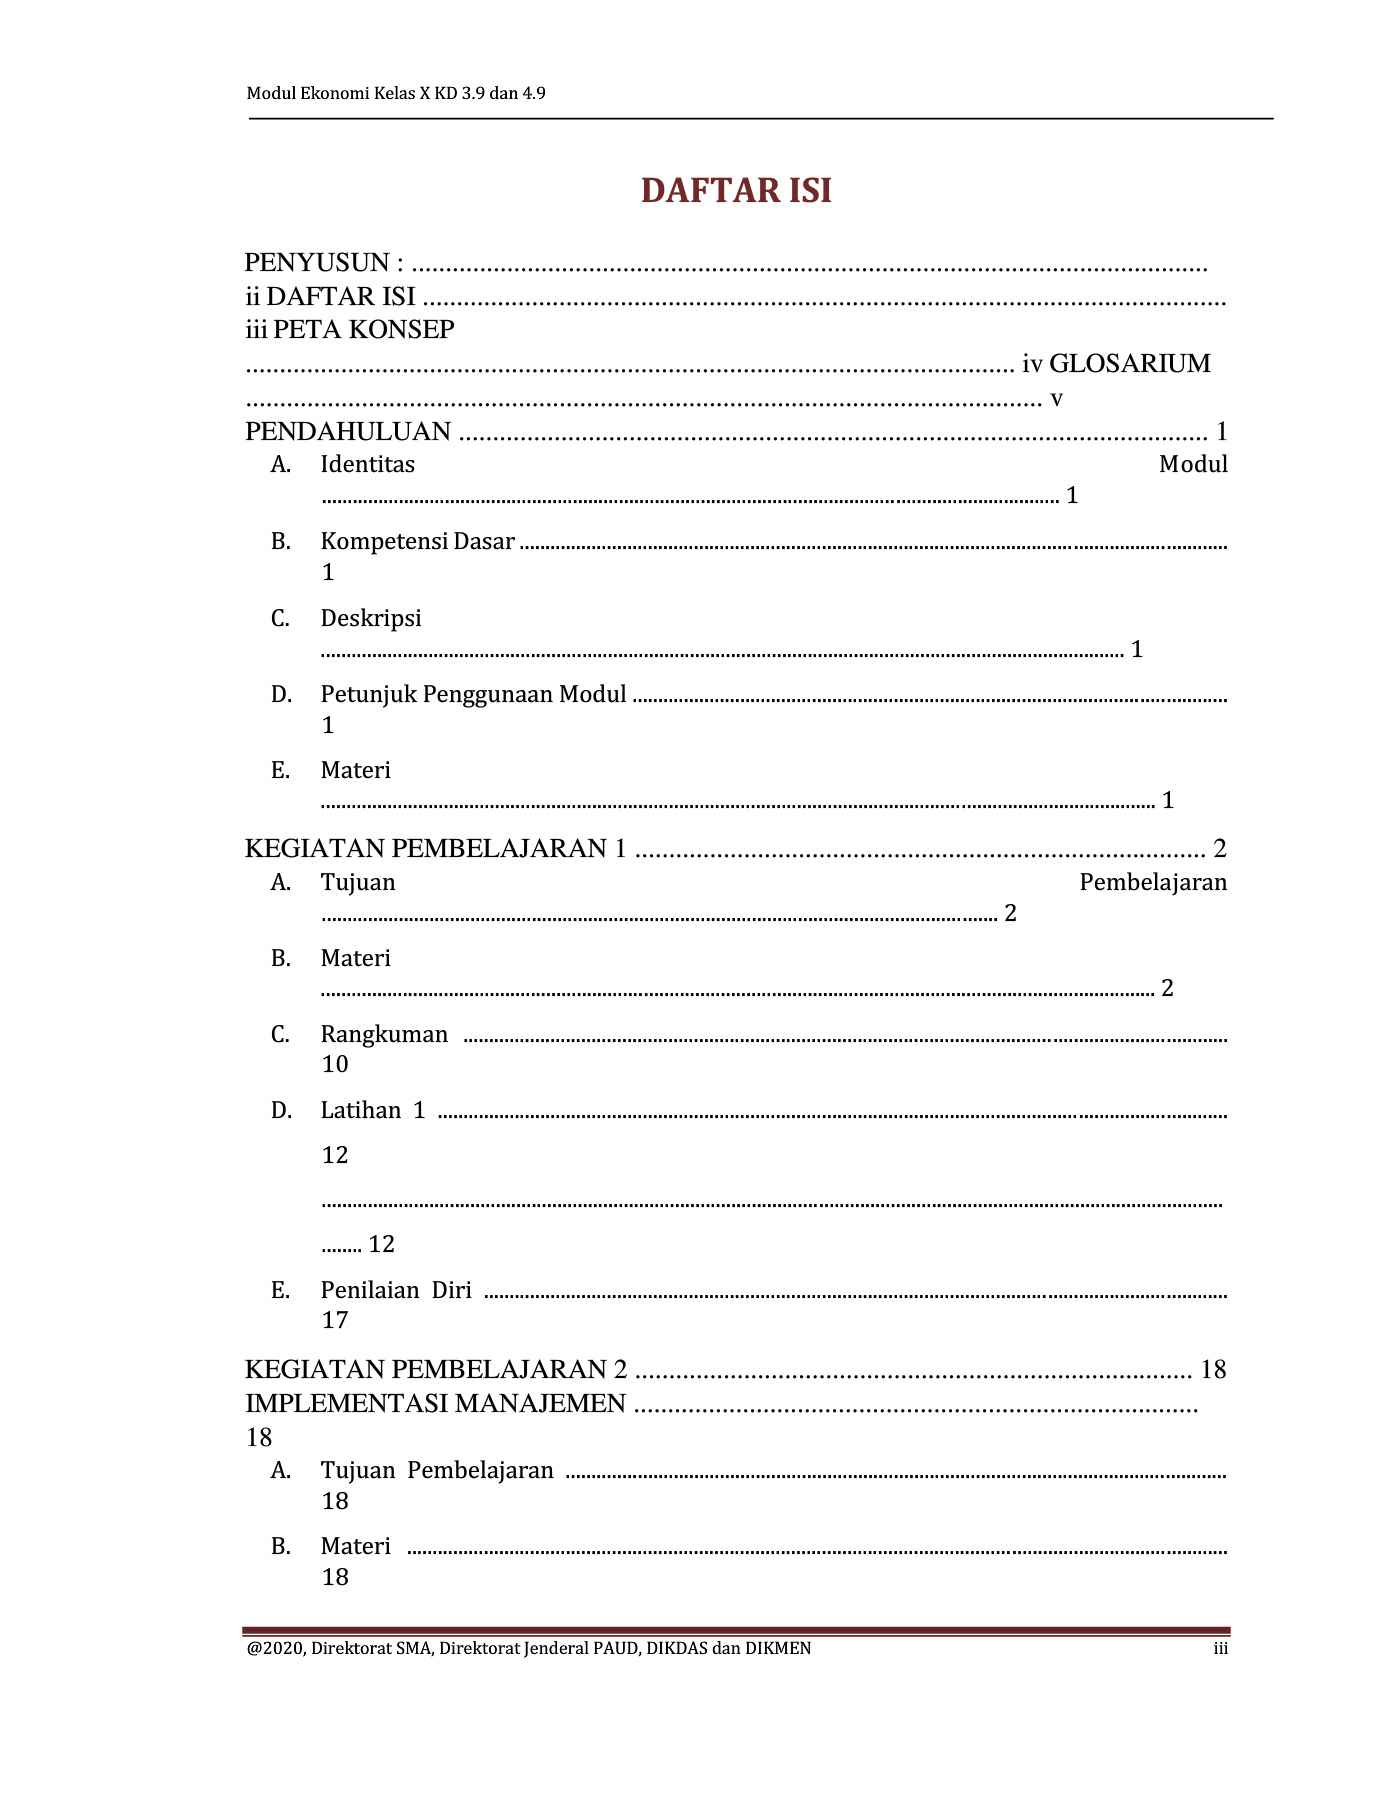 Modul Ekonomi Kelas X KD 3.9 dan 4.9
DAFTAR ISI
PENYUSUN : ....................................................................................................................
ii DAFTAR ISI .....................................................................................................................
iii PETA KONSEP
................................................................................................................ iv GLOSARIUM
.................................................................................................................... v
PENDAHULUAN ............................................................................................................. 1
A. Identitas Modul
................................................................................................................................................ 1
B. Kompetensi Dasar ..........................................................................................................................................
1
C. Deskripsi
............................................................................................................................................................. 1
D. Petunjuk Penggunaan Modul ....................................................................................................................
1
E. Materi
................................................................................................................................................................... 1
KEGIATAN PEMBELAJARAN 1 ................................................................................... 2
A. Tujuan Pembelajaran
.................................................................................................................................... 2
B. Materi
................................................................................................................................................................... 2
C. Rangkuman .....................................................................................................................................................
10
D. Latihan 1 ..........................................................................................................................................................
12
................................................................................................................................................................................
........ 12
E. Penilaian Diri .................................................................................................................................................
17
KEGIATAN PEMBELAJARAN 2 ................................................................................. 18
IMPLEMENTASI MANAJEMEN ..................................................................................
18
A. Tujuan Pembelajaran .................................................................................................................................
18
B. Materi ................................................................................................................................................................
18
@2020, Direktorat SMA, Direktorat Jenderal PAUD, DIKDAS dan DIKMEN iii